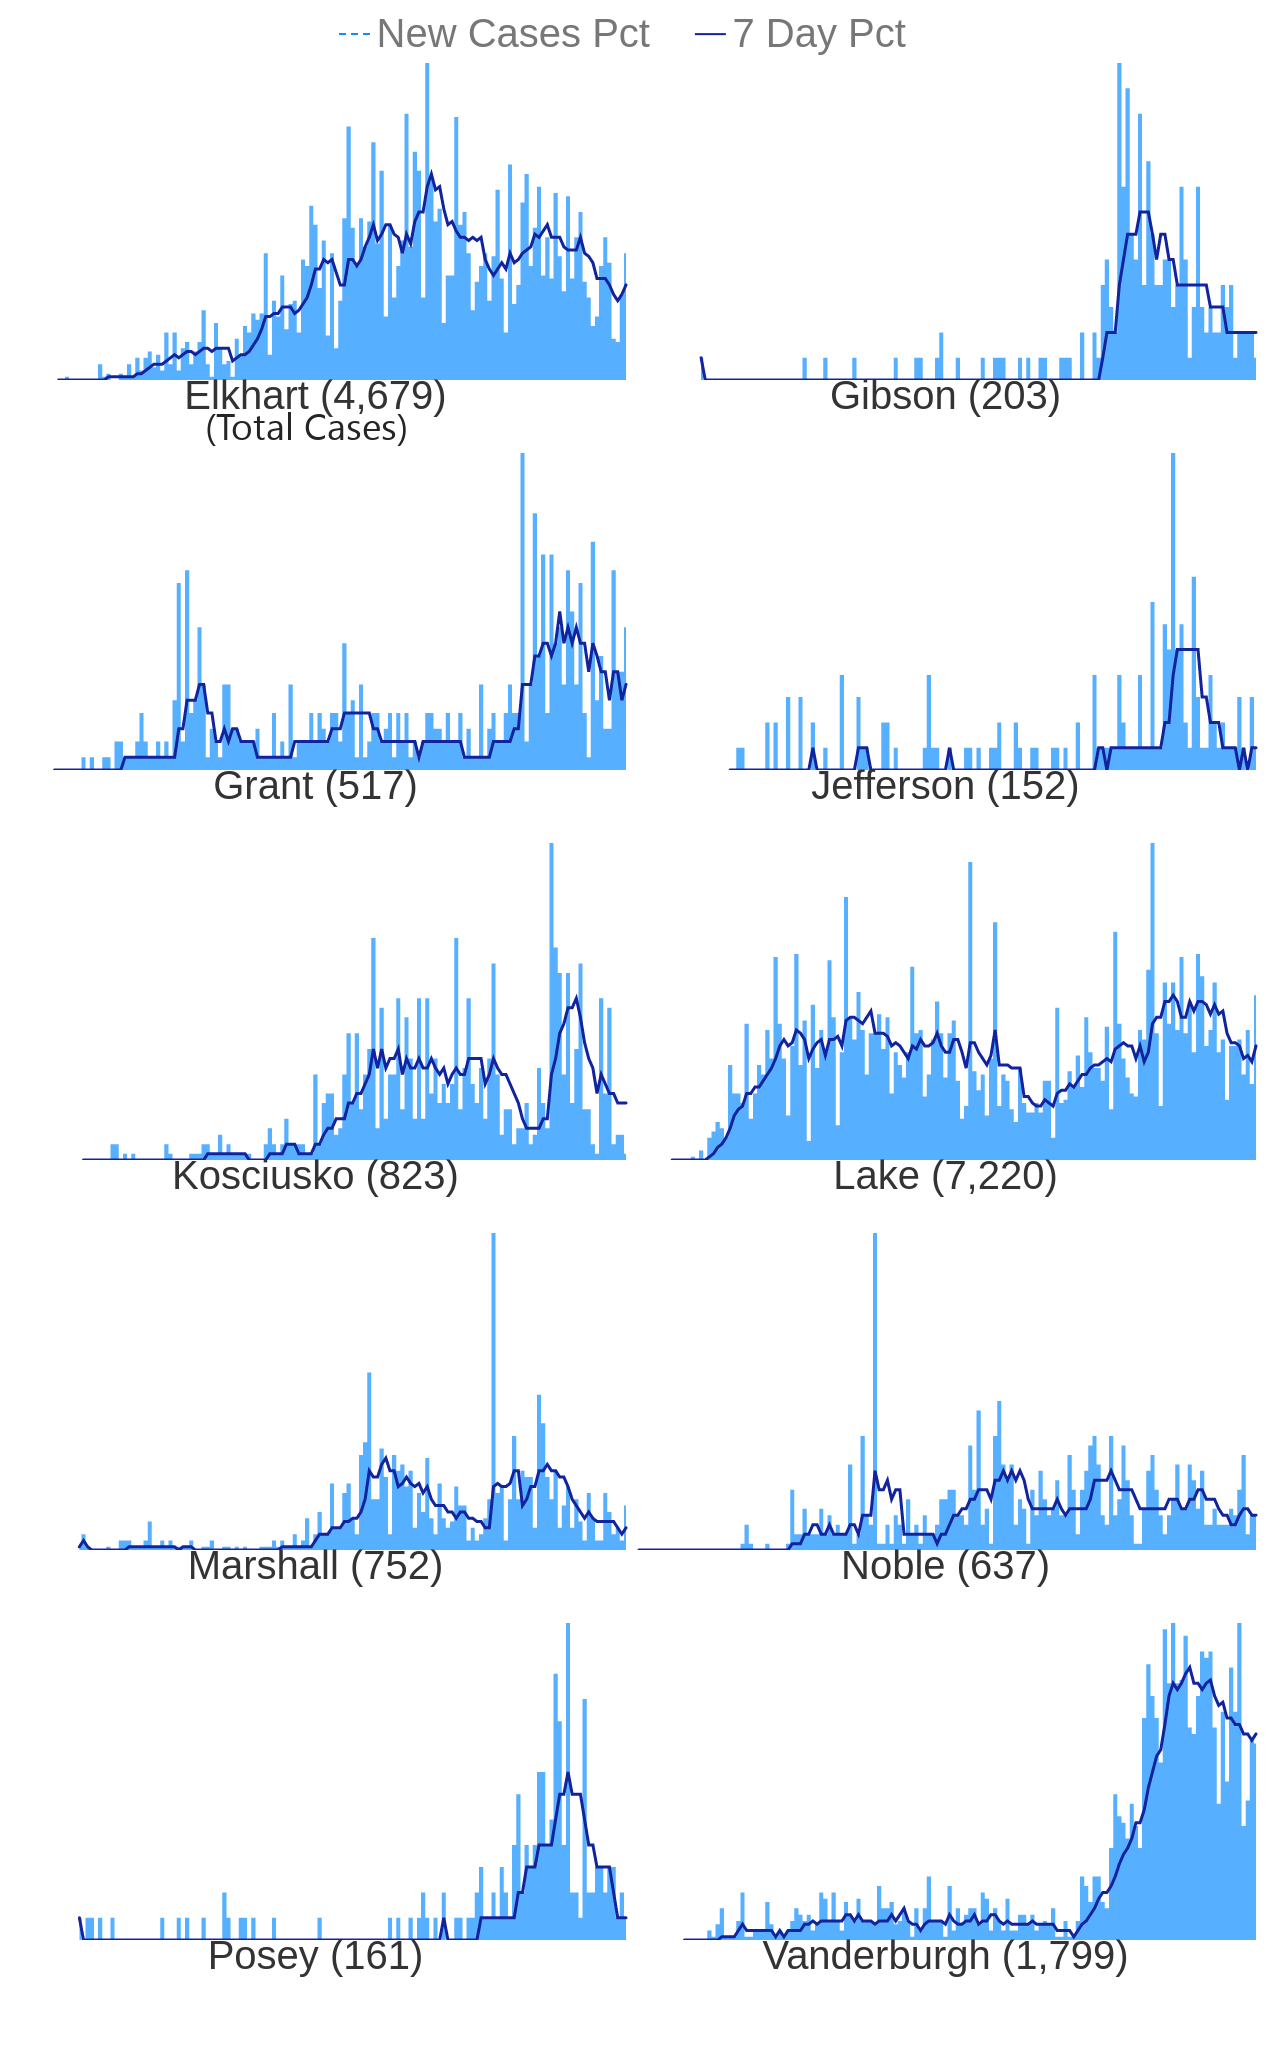 New Cases Pct 7 Day Pct
Elkhart (4,679) Gibson (203)
(Total Cases)
Grant (517) Jefferson (152)
Kosciusko (823) Lake (7,220)
Marshall (752) Noble (637)
Posey (161) Vanderburgh (1,799)